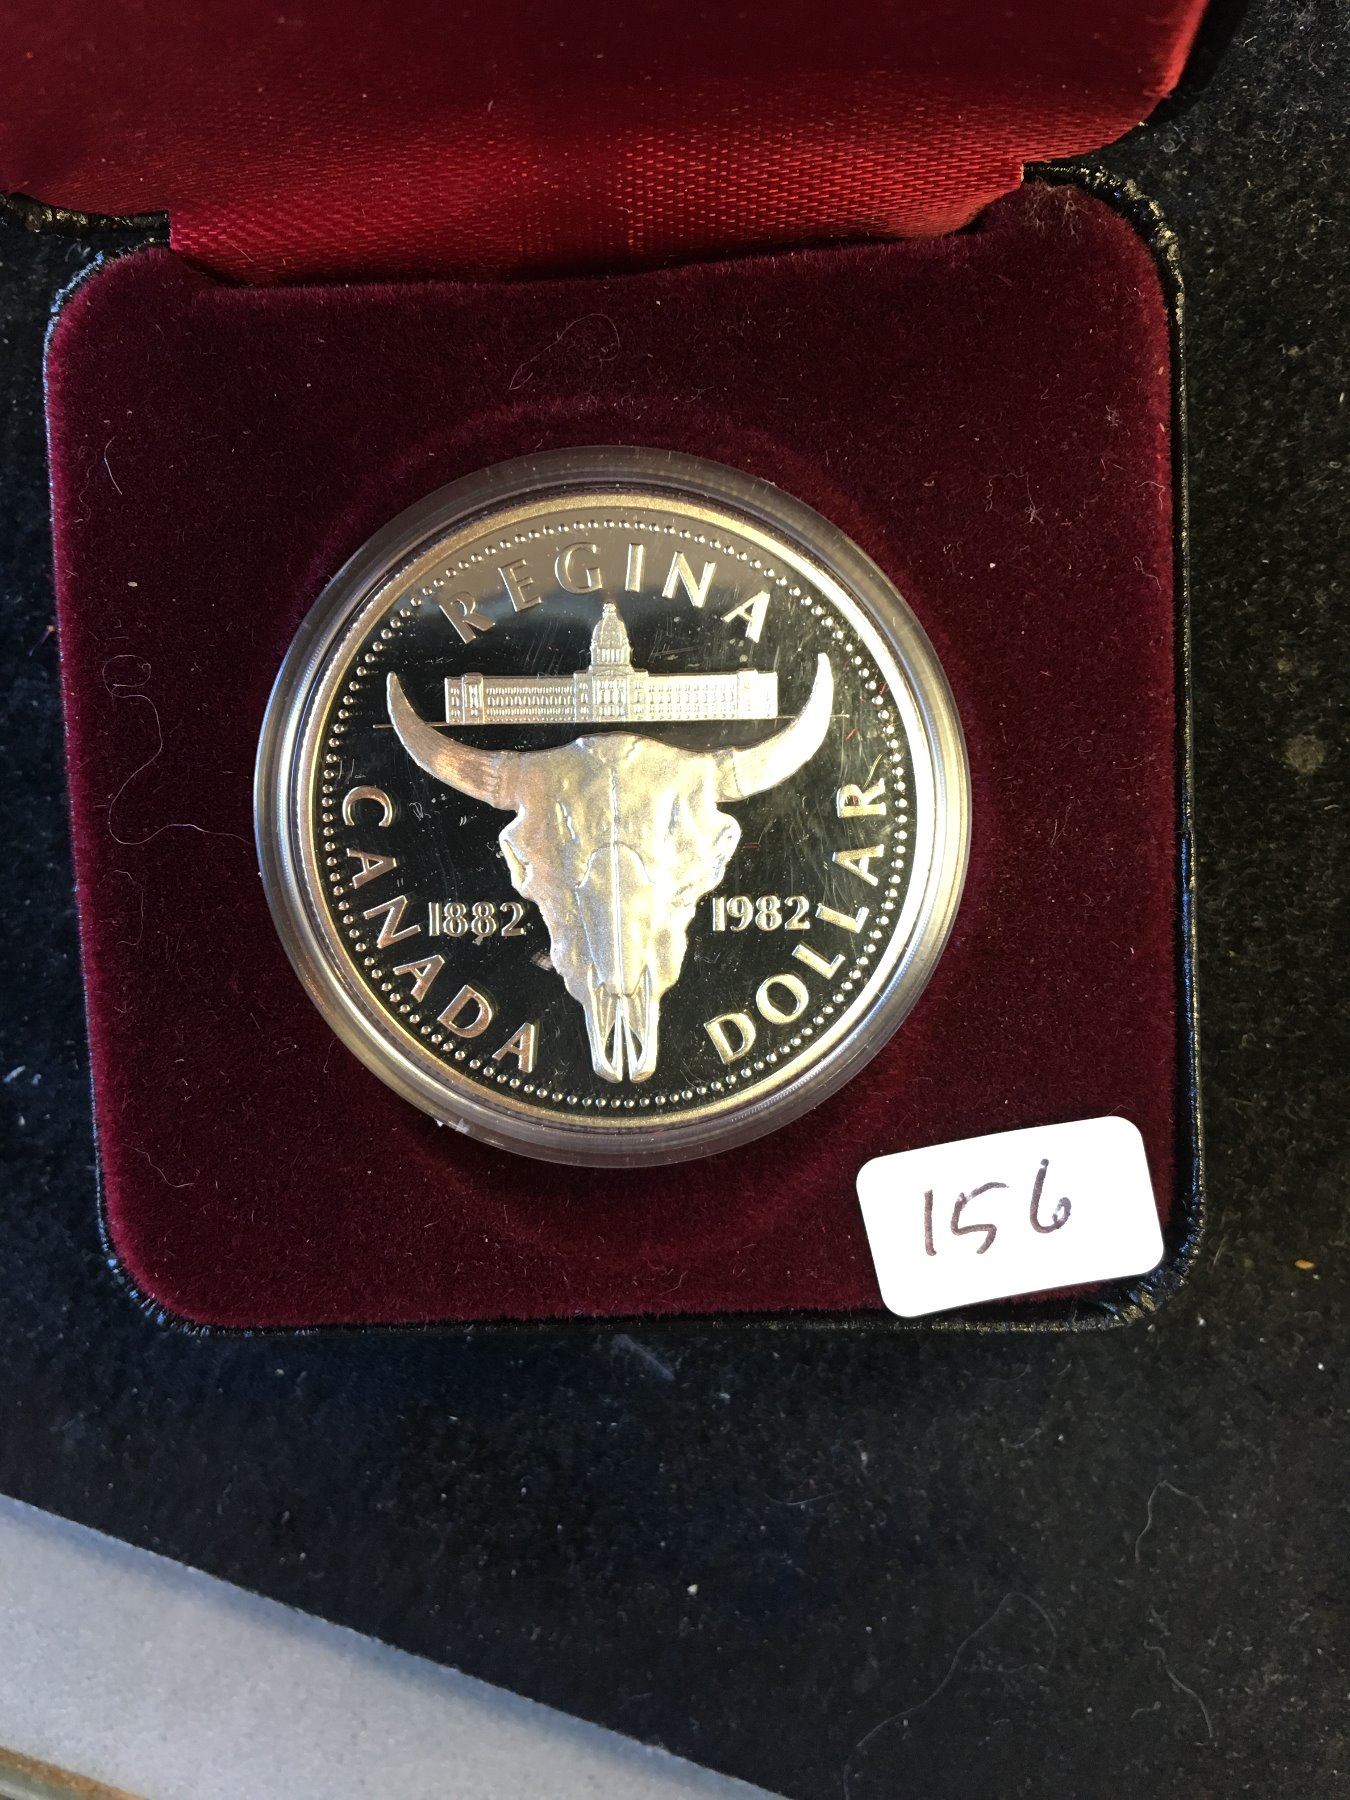 REGINA
CANADA
1882
1982
DOLLAR
156